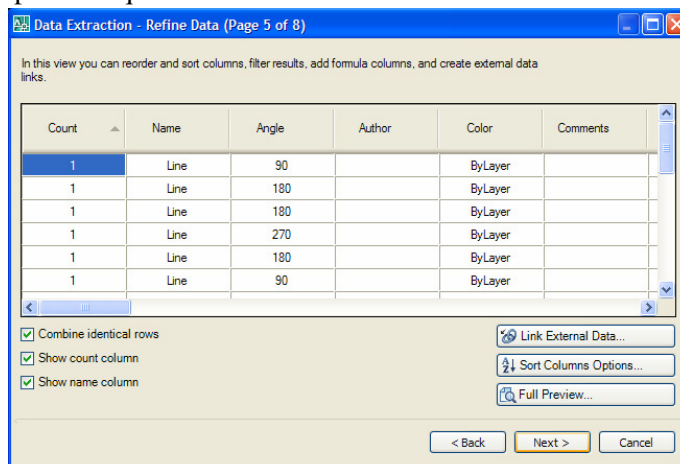 Data Extraction - Refine Data (Page 5 of 8)
In this view you can reorder and sort columns, filter results, add formula columns, and create external data
links.
Count Name Angle Author Color Comments
1 Line 90 ByLayer
1 Line 180 ByLayer
1 Line 180 ByLayer
1 Line 270 ByLayer
1 Line 180 ByLayer
1 Line 90 ByLayer
Combine identical rows
Show count column
Show name column
Link External Data...
Sort Columns Options...
Full Preview...
< Back Next > Cancel